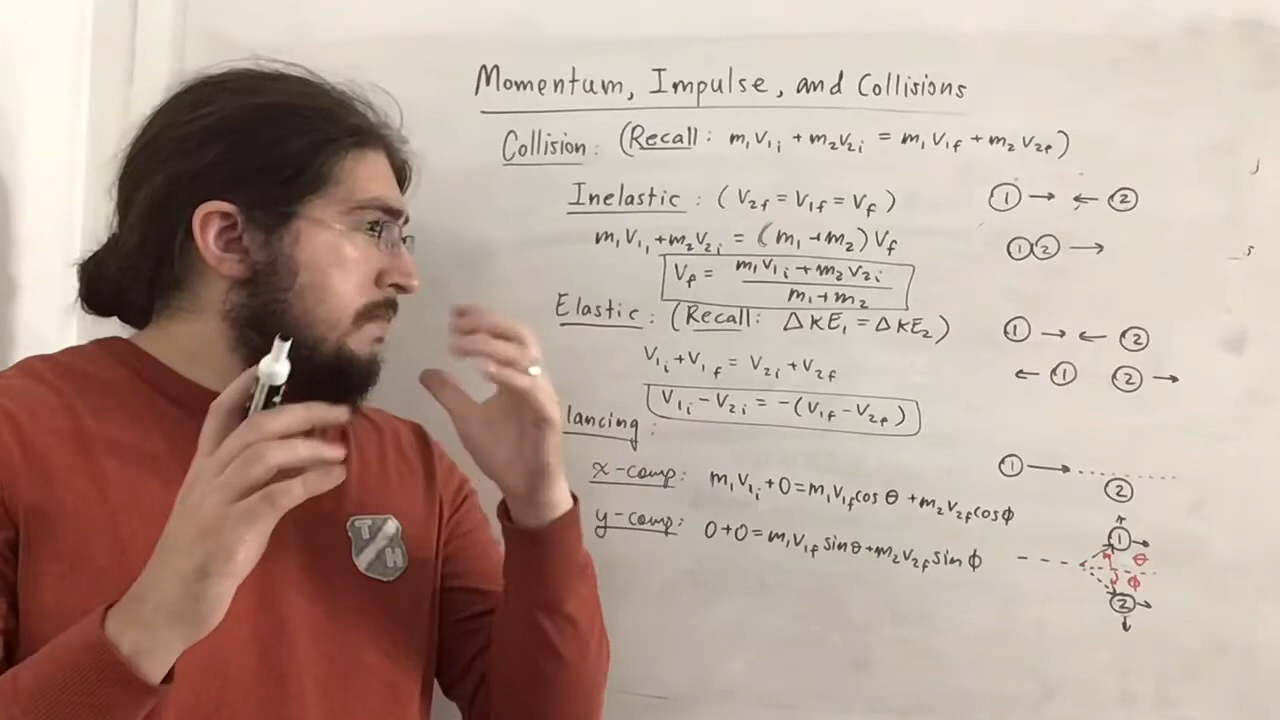 Momentum, Impulse, and Collisions
Collision: (Recall: m₁V₁ᵢ + m₂V₂ᵢ = m₁V₁f + m₂V₂f)
Inelastic: (V₂f = V₁f = Vf)
1 → ← 2
m₁V₁ᵢ + m₂V₂ᵢ = (m₁ + m₂)Vf
1 2 →
Vf = (m₁V₁ᵢ + m₂V₂ᵢ) / (m₁ + m₂)
Elastic: (Recall: ΔKE₁ = ΔKE₂)
1 → ← 2
V₁ᵢ + V₁f = V₂ᵢ + V₂f
← 1 2 →
V₁ᵢ - V₂ᵢ = -(V₁f - V₂f)
lancing:
1 →
x-comp: m₁V₁ᵢ + 0 = m₁V₁f cos θ + m₂V₂f cos ϕ
2
y-comp: 0 + 0 = m₁V₁f sin θ + m₂V₂f sin ϕ
1
θ
ϕ
2
T
H